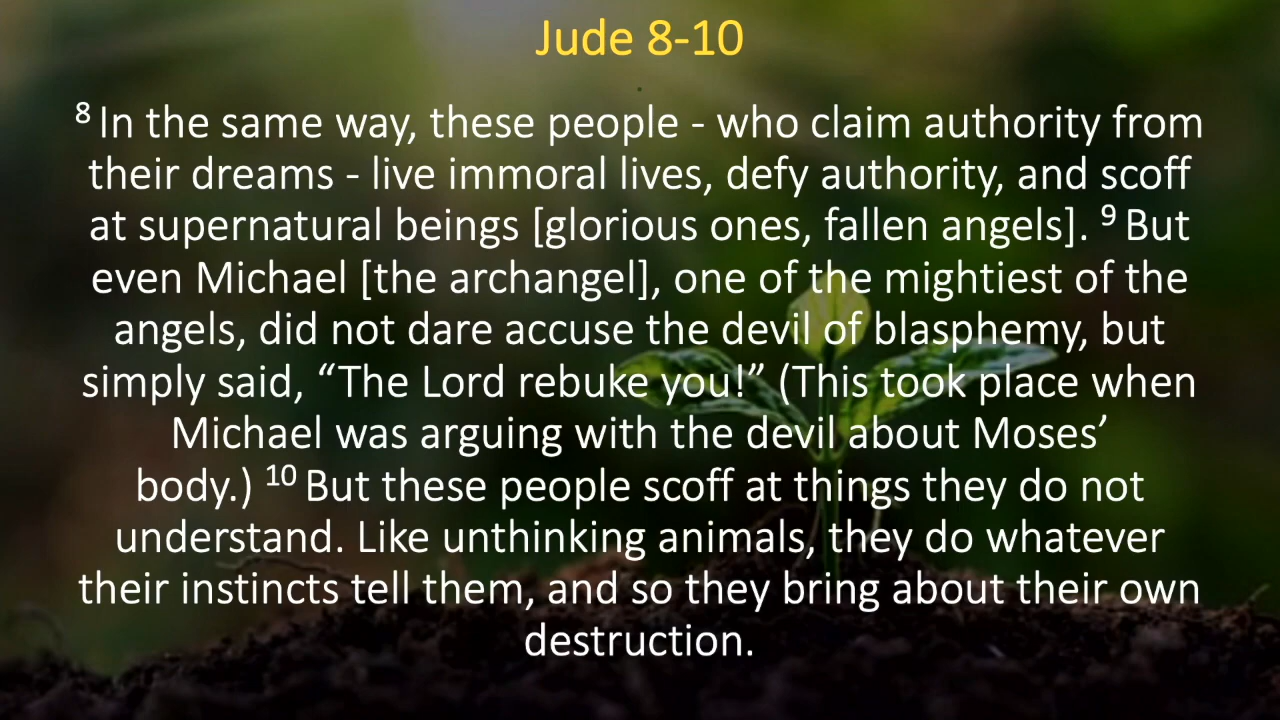 Jude 8-10
8 In the same way, these people - who claim authority from
their dreams - live immoral lives, defy authority, and scoff
at supernatural beings [glorious ones, fallen angels]. 9 But
even Michael [the archangel], one of the mightiest of the
angels, did not dare accuse the devil of blasphemy, but
simply said, “The Lord rebuke you!” (This took place when
Michael was arguing with the devil about Moses’
body.) 10 But these people scoff at things they do not
understand. Like unthinking animals, they do whatever
their instincts tell them, and so they bring about their own
destruction.